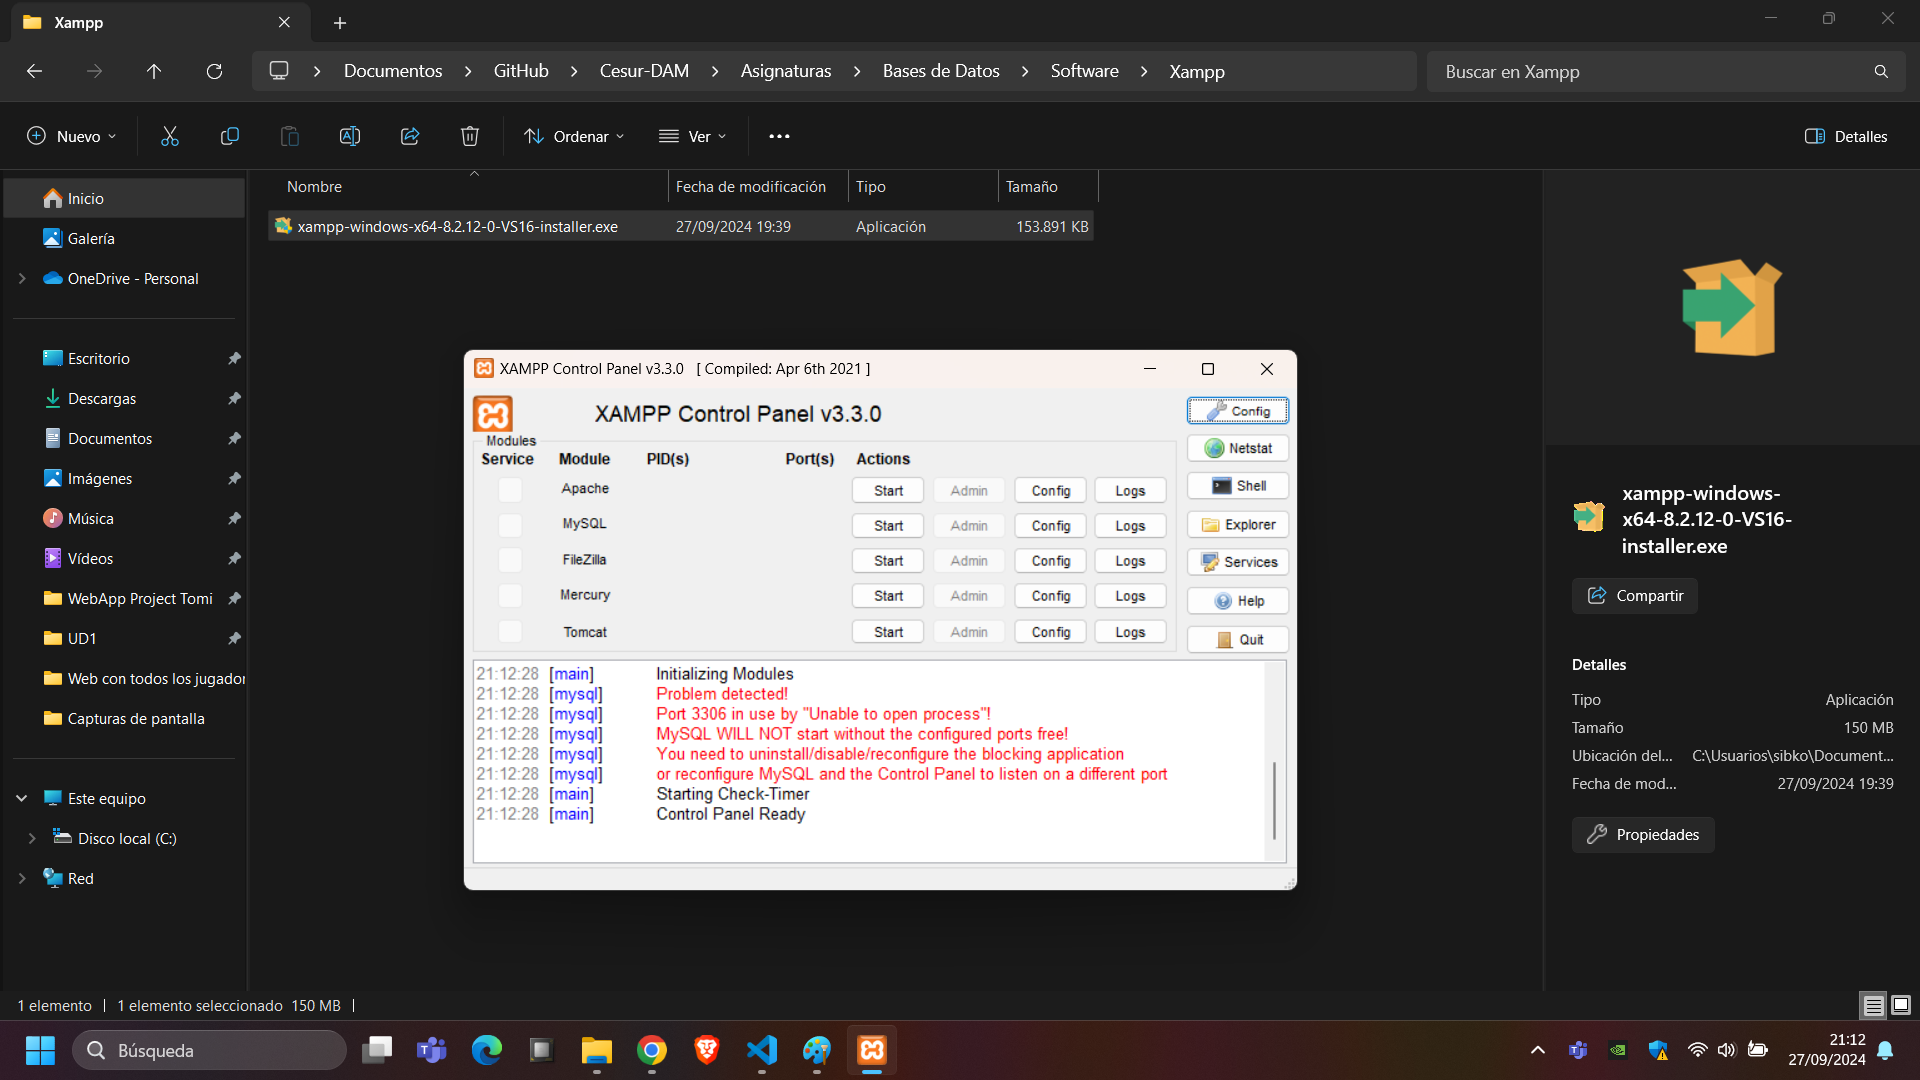 Xampp
Documentos
GitHub
Cesur-DAM
Asignaturas
Bases de Datos
Software
Xampp
Buscar en Xampp
Nuevo
Ordenar
Ver
Detalles
Nombre
Fecha de modificación
Tipo
Tamaño
xampp-windows-x64-8.2.12-0-VS16-installer.exe
27/09/2024 19:39
Aplicación
153.891 KB
Inicio
Galería
OneDrive - Personal
Escritorio
Descargas
Documentos
Imágenes
Música
Vídeos
WebApp Project Tomi
UD1
Web con todos los jugador
Capturas de pantalla
Este equipo
Disco local (C:)
Red
XAMPP Control Panel v3.3.0 [ Compiled: Apr 6th 2021 ]
XAMPP Control Panel v3.3.0
Config
Netstat
Shell
Explorer
Services
Help
Quit
Modules
Service Module PID(s) Port(s) Actions
Apache Start Admin Config Logs
MySQL Start Admin Config Logs
FileZilla Start Admin Config Logs
Mercury Start Admin Config Logs
Tomcat Start Admin Config Logs
21:12:28 [main] Initializing Modules
21:12:28 [mysql] Problem detected!
21:12:28 [mysql] Port 3306 in use by "Unable to open process"!
21:12:28 [mysql] MySQL WILL NOT start without the configured ports free!
21:12:28 [mysql] You need to uninstall/disable/reconfigure the blocking application
21:12:28 [mysql] or reconfigure MySQL and the Control Panel to listen on a different port
21:12:28 [main] Starting Check-Timer
21:12:28 [main] Control Panel Ready
xampp-windows-
x64-8.2.12-0-VS16-
installer.exe
Compartir
Detalles
Tipo Aplicación
Tamaño 150 MB
Ubicación del... C:\Usuarios\sibko\Document...
Fecha de mod... 27/09/2024 19:39
Propiedades
1 elemento
1 elemento seleccionado 150 MB
Búsqueda
21:12
27/09/2024